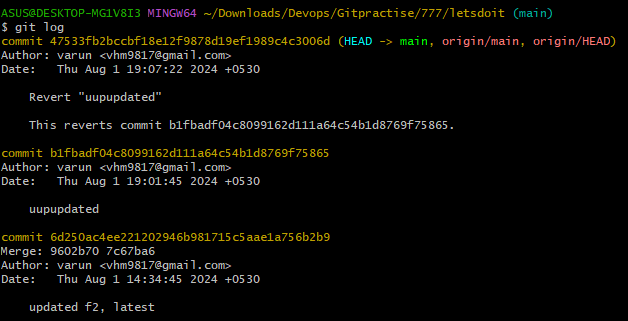 ASUS@DESKTOP-MG1V8I3 MINGW64 ~/Downloads/Devops/Gitpractise/777/letsdoit (main)
$ git log
commit 47533fb2bccbf18e12f9878d19ef1989c4c3006d (HEAD -> main, origin/main, origin/HEAD)
Author: varun <vhm9817@gmail.com>
Date:   Thu Aug 1 19:07:22 2024 +0530

    Revert "uupupdated"

    This reverts commit b1fbadf04c8099162d111a64c54b1d8769f75865.

commit b1fbadf04c8099162d111a64c54b1d8769f75865
Author: varun <vhm9817@gmail.com>
Date:   Thu Aug 1 19:01:45 2024 +0530

    uupupdated

commit 6d250ac4ee221202946b981715c5aae1a756b2b9
Merge: 9602b70 7c67ba6
Author: varun <vhm9817@gmail.com>
Date:   Thu Aug 1 14:34:45 2024 +0530

    updated f2, latest